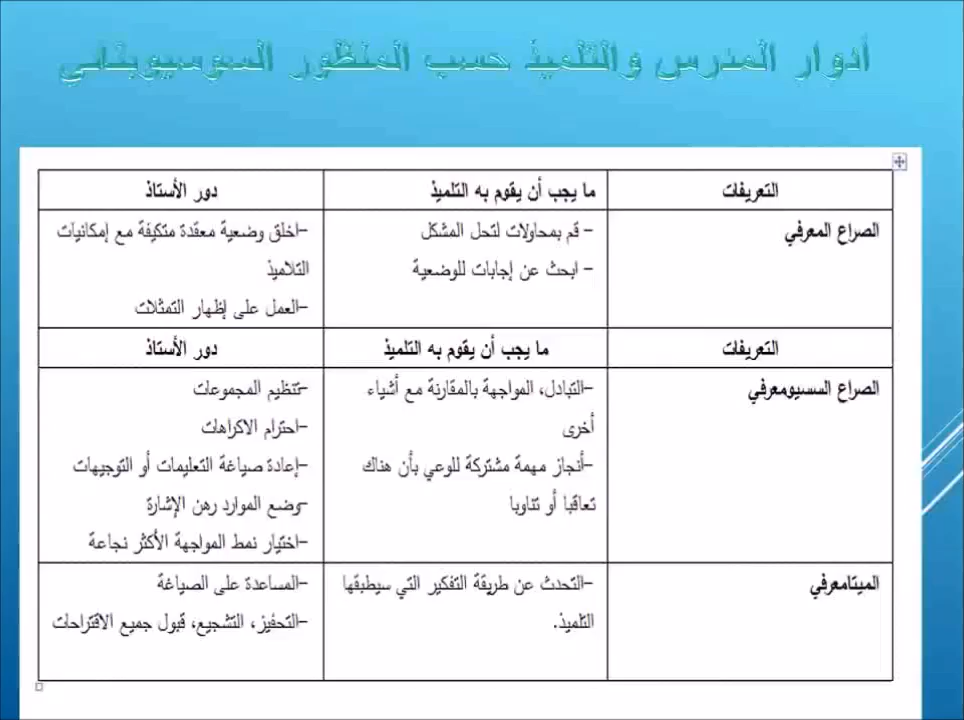 أدوار المدرس والتلميذ حسب المنظور السوسيوبنائي
التعريفات
ما يجب أن يقوم به التلميذ
دور الأستاذ
الصراع المعرفي
- قم بمحاولات لتحل المشكل
- ابحث عن إجابات للوضعية
-اخلق وضعية معقدة متكيفة مع إمكانيات
التلاميذ
-العمل على إظهار التمثلات
التعريفات
ما يجب أن يقوم به التلميذ
دور الأستاذ
الصراع السسيومعرفي
-التبادل، المواجهة بالمقارنة مع أشياء
أخرى
-أنجاز مهمة مشتركة للوعي بأن هناك
تعاقبا أو تناوبا
-تنظيم المجموعات
-احترام الاكراهات
-إعادة صياغة التعليمات أو التوجيهات
-وضع الموارد رهن الإشارة
-اختيار نمط المواجهة الأكثر نجاعة
الميتامعرفي
-التحدث عن طريقة التفكير التي سيطبقها
التلميذ.
-المساعدة على الصياغة
-التحفيز، التشجيع، قبول جميع الاقتراحات